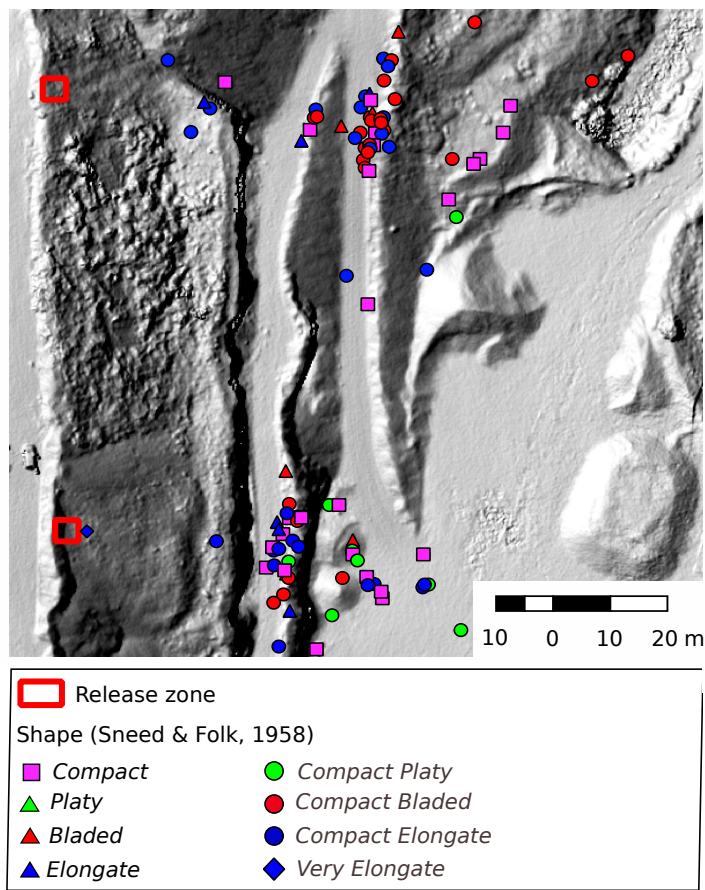 10 0 10 20 m
Release zone
Shape (Sneed & Folk, 1958)
Compact
Compact Platy
Platy
Compact Bladed
Bladed
Compact Elongate
Elongate
Very Elongate